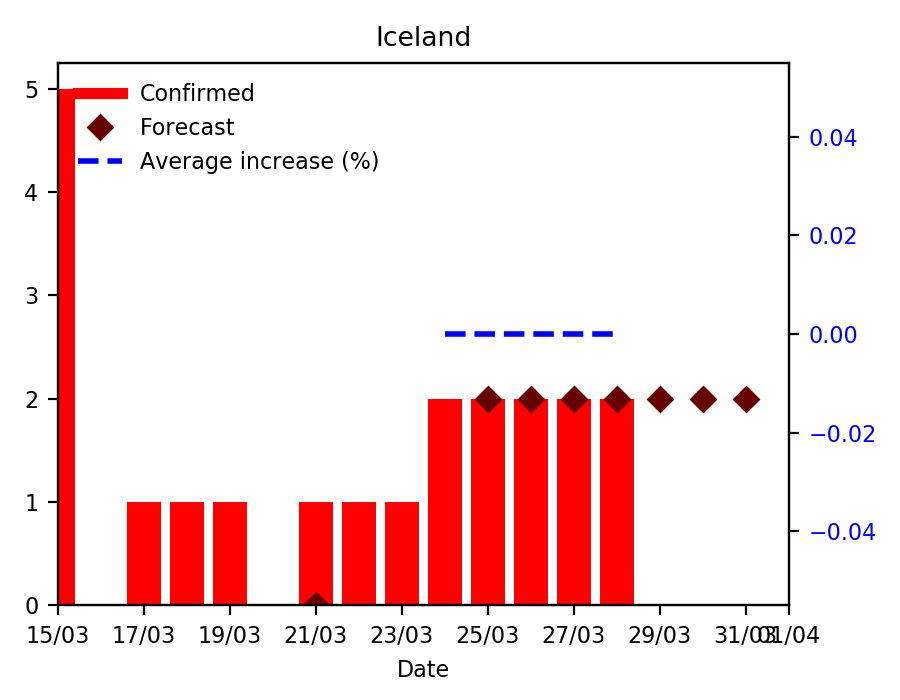 Iceland
Confirmed
Forecast
Average increase (%)
5
4
3
2
1
0
0.04
0.02
0.00
−0.02
−0.04
15/03 17/03 19/03 21/03 23/03 25/03 27/03 29/03 31/03 01/04
Date